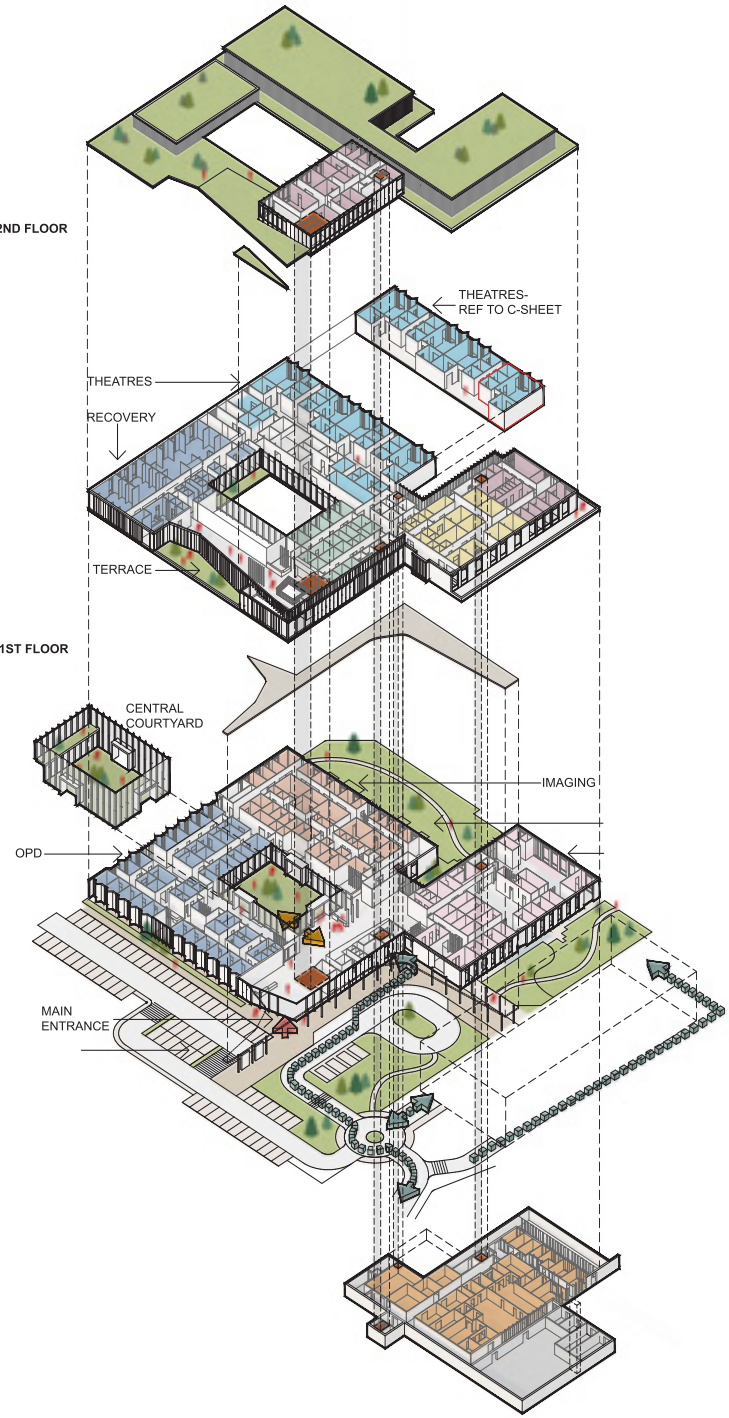 2ND FLOOR
THEATRES-
REF TO C-SHEET
THEATRES
RECOVERY
TERRACE
1ST FLOOR
CENTRAL
COURTYARD
IMAGING
OPD
MAIN
ENTRANCE